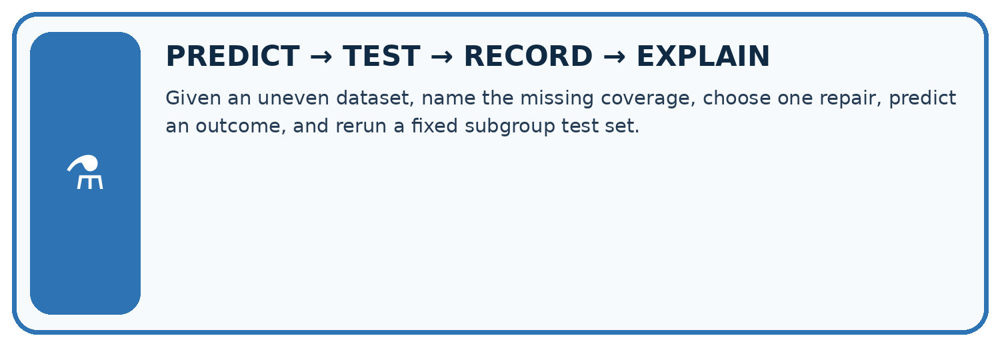 PREDICT → TEST → RECORD → EXPLAIN
Given an uneven dataset, name the missing coverage, choose one repair, predict
an outcome, and rerun a fixed subgroup test set.